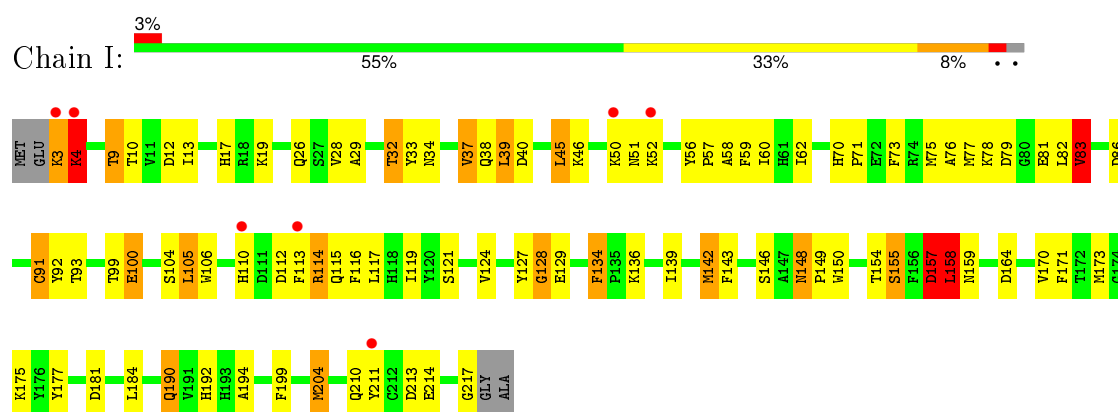 3%
Chain I:
55% 33% 8% • •
MET GLU K3 K4 T9 T10 V11 D12 I13 H17 R18 K19 Q26 S27 V28 A29 T32 Y33 N34 V37 Q38 L39 D40 L45 K46 K50 N51 K52 Y56 P57 A58 F59 I60 H61 I62 H70 P71 E72 F73 R74 M75 A76 M77 K78 D79 G80 E81 L82 V83
C91 Y92 T93 T99 E100 S104 L105 W106 H110 D111 D112 F113 R114 Q115 F116 L117 H118 I119 Y120 S121 V124 Y127 G128 E129 F134 P135 K136 I139 M142 F143 S146 A147 N148 P149 W150 T154 S155 F156 D157 L158 N159 D164 V170 F171 T172 M173
K175 Y176 Y177 D181 L184 Q190 V191 H192 H193 A194 F199 M204 Q210 Y211 C212 D213 E214 G217 GLY ALA